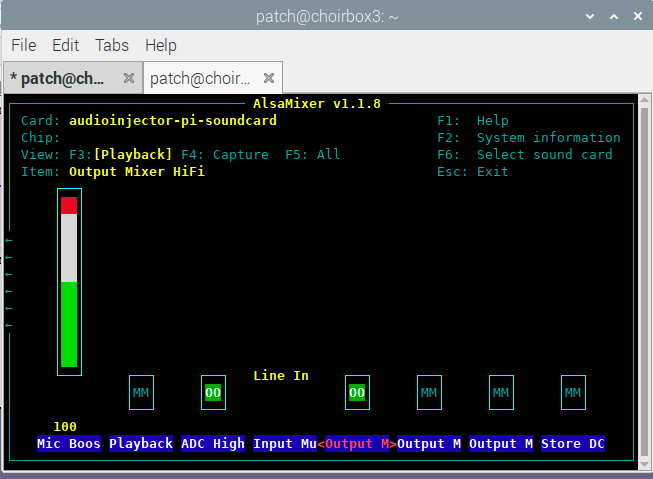 patch@choirbox3: ~
File Edit Tabs Help
* patch@ch... patch@choir...
AlsaMixer v1.1.8
Card: audioinjector-pi-soundcard F1: Help
Chip: F2: System information
View: F3:[Playback] F4: Capture F5: All F6: Select sound card
Item: Output Mixer HiFi Esc: Exit
←
←
←
←
←
←
Line In
MM OO OO MM MM MM
100
Mic Boos Playback ADC High Input Mu <Output M> Output M Output M Store DC